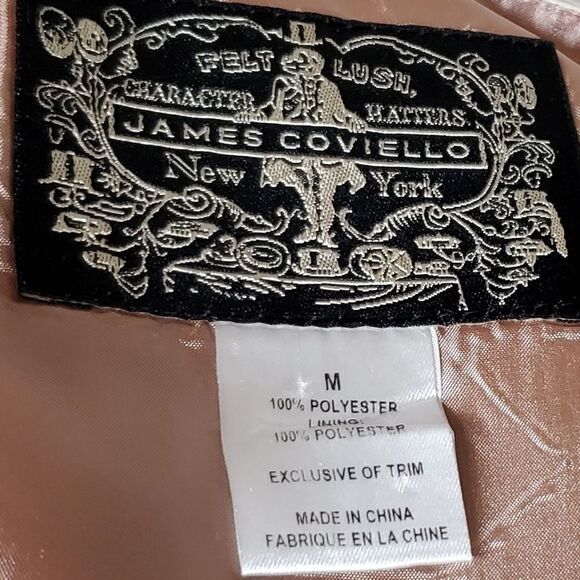 FELT LUSH,
CHARACTER HATTERS.
JAMES COVIELLO
New York
M
100% POLYESTER
LINING:
100% POLYESTER
EXCLUSIVE OF TRIM
MADE IN CHINA
FABRIQUE EN LA CHINE